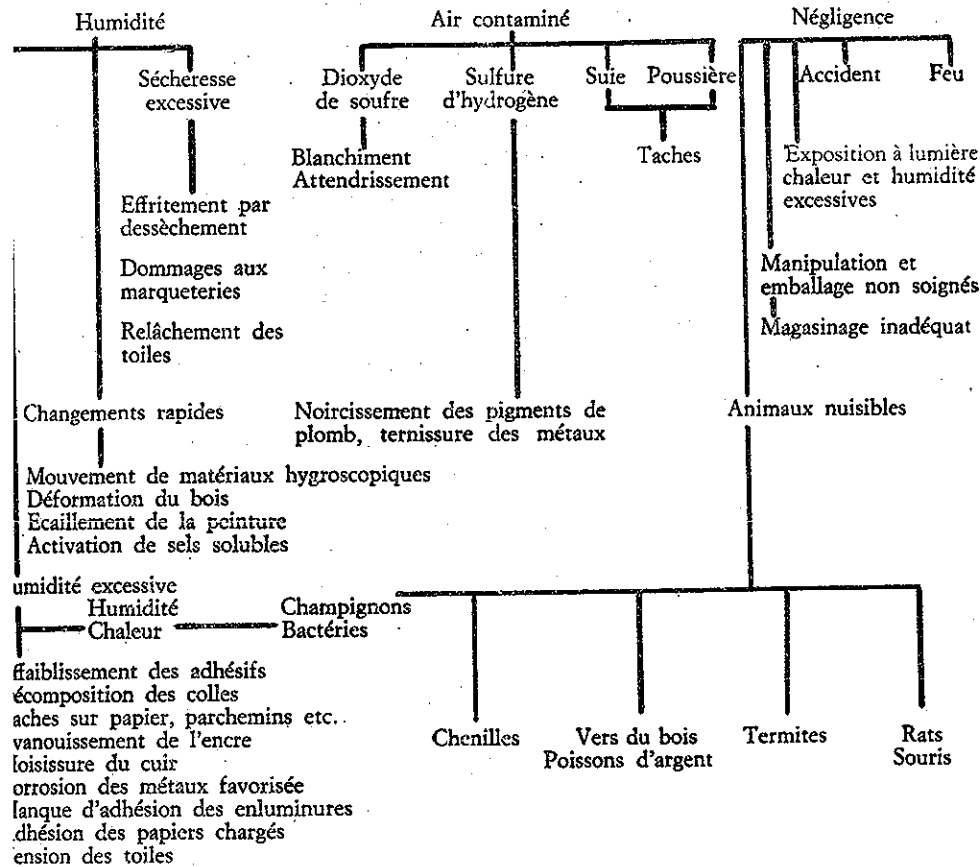 Humidité
Air contaminé
Négligence
Sécheresse
excessive
Dioxyde
de soufre
Sulfure
d'hydrogène
Suie
Poussière
Accident
Feu
Blanchiment
Attendrissement
Taches
Exposition à lumière
chaleur et humidité
excessives
Effritement par
dessèchement
Dommages aux
marqueteries
Relâchement des
toiles
Manipulation et
emballage non soignés
Magasinage inadéquat
Changements rapides
Noircissement des pigments de
plomb, ternissure des métaux
Animaux nuisibles
Mouvement de matériaux hygroscopiques
Déformation du bois
Ecaillement de la peinture
Activation de sels solubles
umidité excessive
Humidité
Chaleur
Champignons
Bactéries
ffaiblissement des adhésifs
écomposition des colles
aches sur papier, parchemins etc..
vanouissement de l'encre
loisissure du cuir
orrosion des métaux favorisée
lanque d'adhésion des enluminures
dhésion des papiers chargés
ension des toiles
Chenilles
Vers du bois
Poissons d'argent
Termites
Rats
Souris